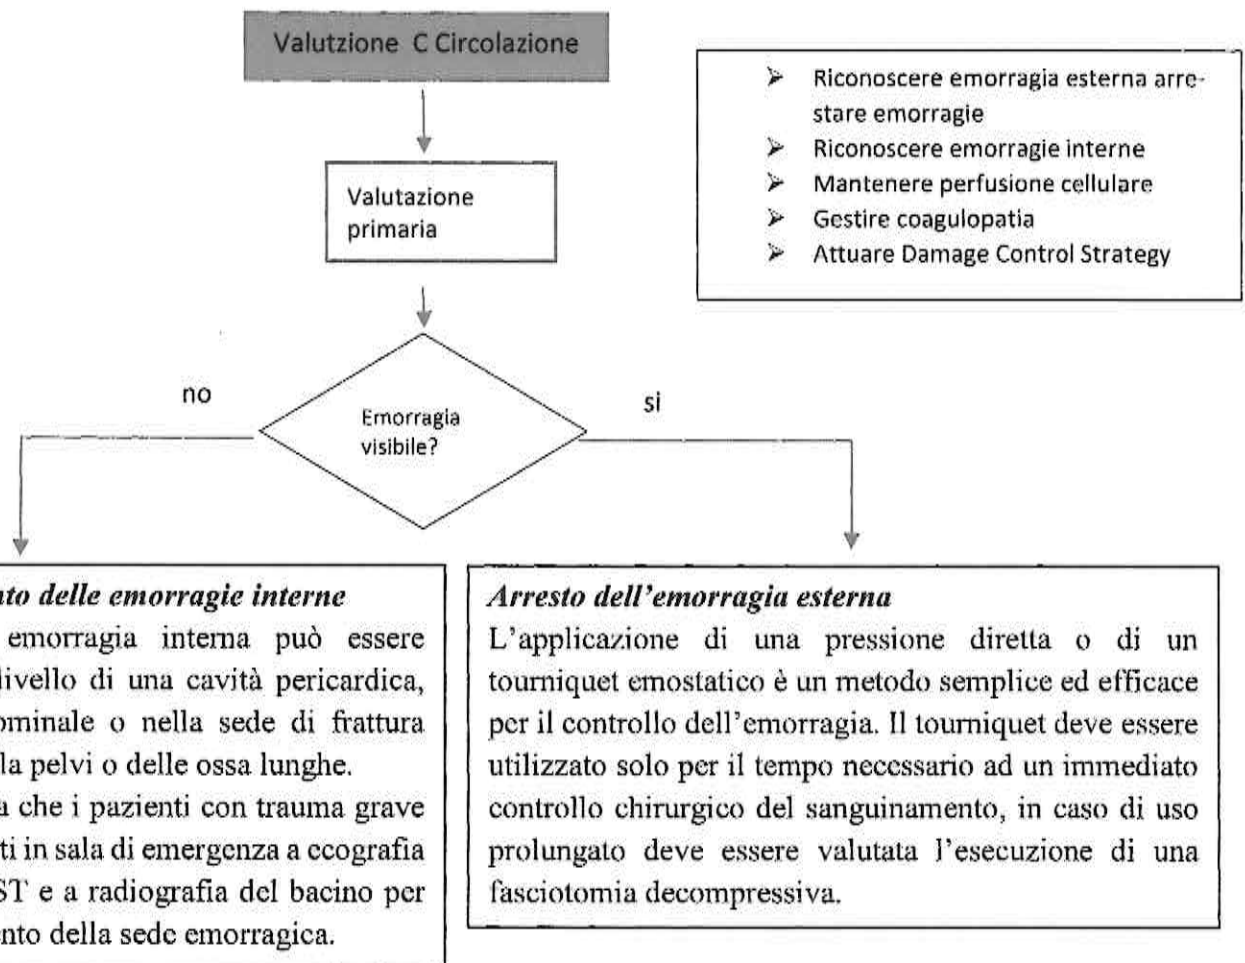 Valutzione C Circolazione
➢ Riconoscere emorragia esterna arre-
stare emorragie
➢ Riconoscere emorragie interne
➢ Mantenere perfusione cellulare
➢ Gestire coagulopatia
➢ Attuare Damage Control Strategy
Valutazione
primaria
no
Emorragia
visibile?
si
delle emorragie interne
emorragia interna può essere
livello di una cavità pericardica,
o nella sede di frattura
la pelvi o delle ossa lunghe.
che i pazienti con trauma grave
in sala di emergenza a ecografia
e a radiografia del bacino per
della sede emorragica.
Arresto dell'emorragia esterna
L'applicazione di una pressione diretta o di un
tourniquet emostatico è un metodo semplice ed efficace
per il controllo dell'emorragia. Il tourniquet deve essere
utilizzato solo per il tempo necessario ad un immediato
controllo chirurgico del sanguinamento, in caso di uso
prolungato deve essere valutata l'esecuzione di una
fasciotomia decompressiva.